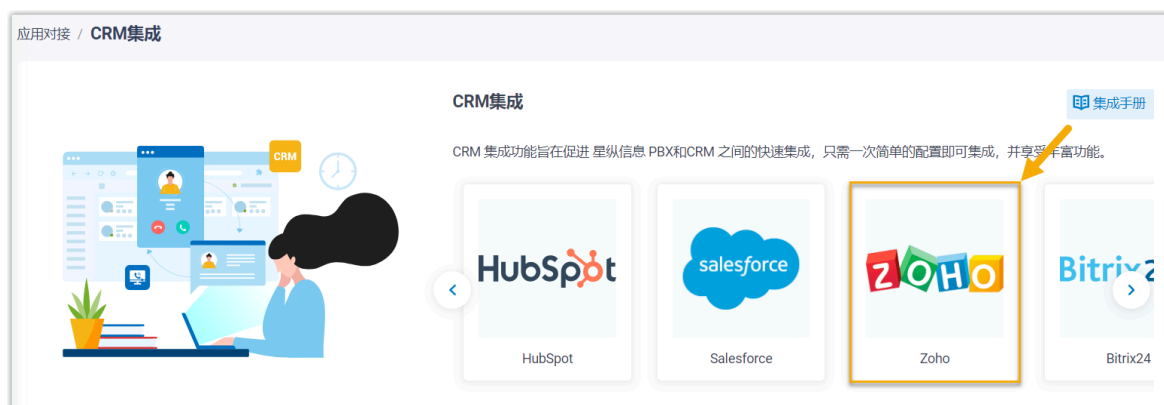 应用对接 / CRM集成
CRM集成
集成手册
CRM 集成功能旨在促进 星纵信息 PBX和CRM 之间的快速集成，只需一次简单的配置即可集成，并享受丰富功能。
CRM
HubSpot
salesforce
ZOHO
Bitrix2
HubSpot
Salesforce
Zoho
Bitrix24